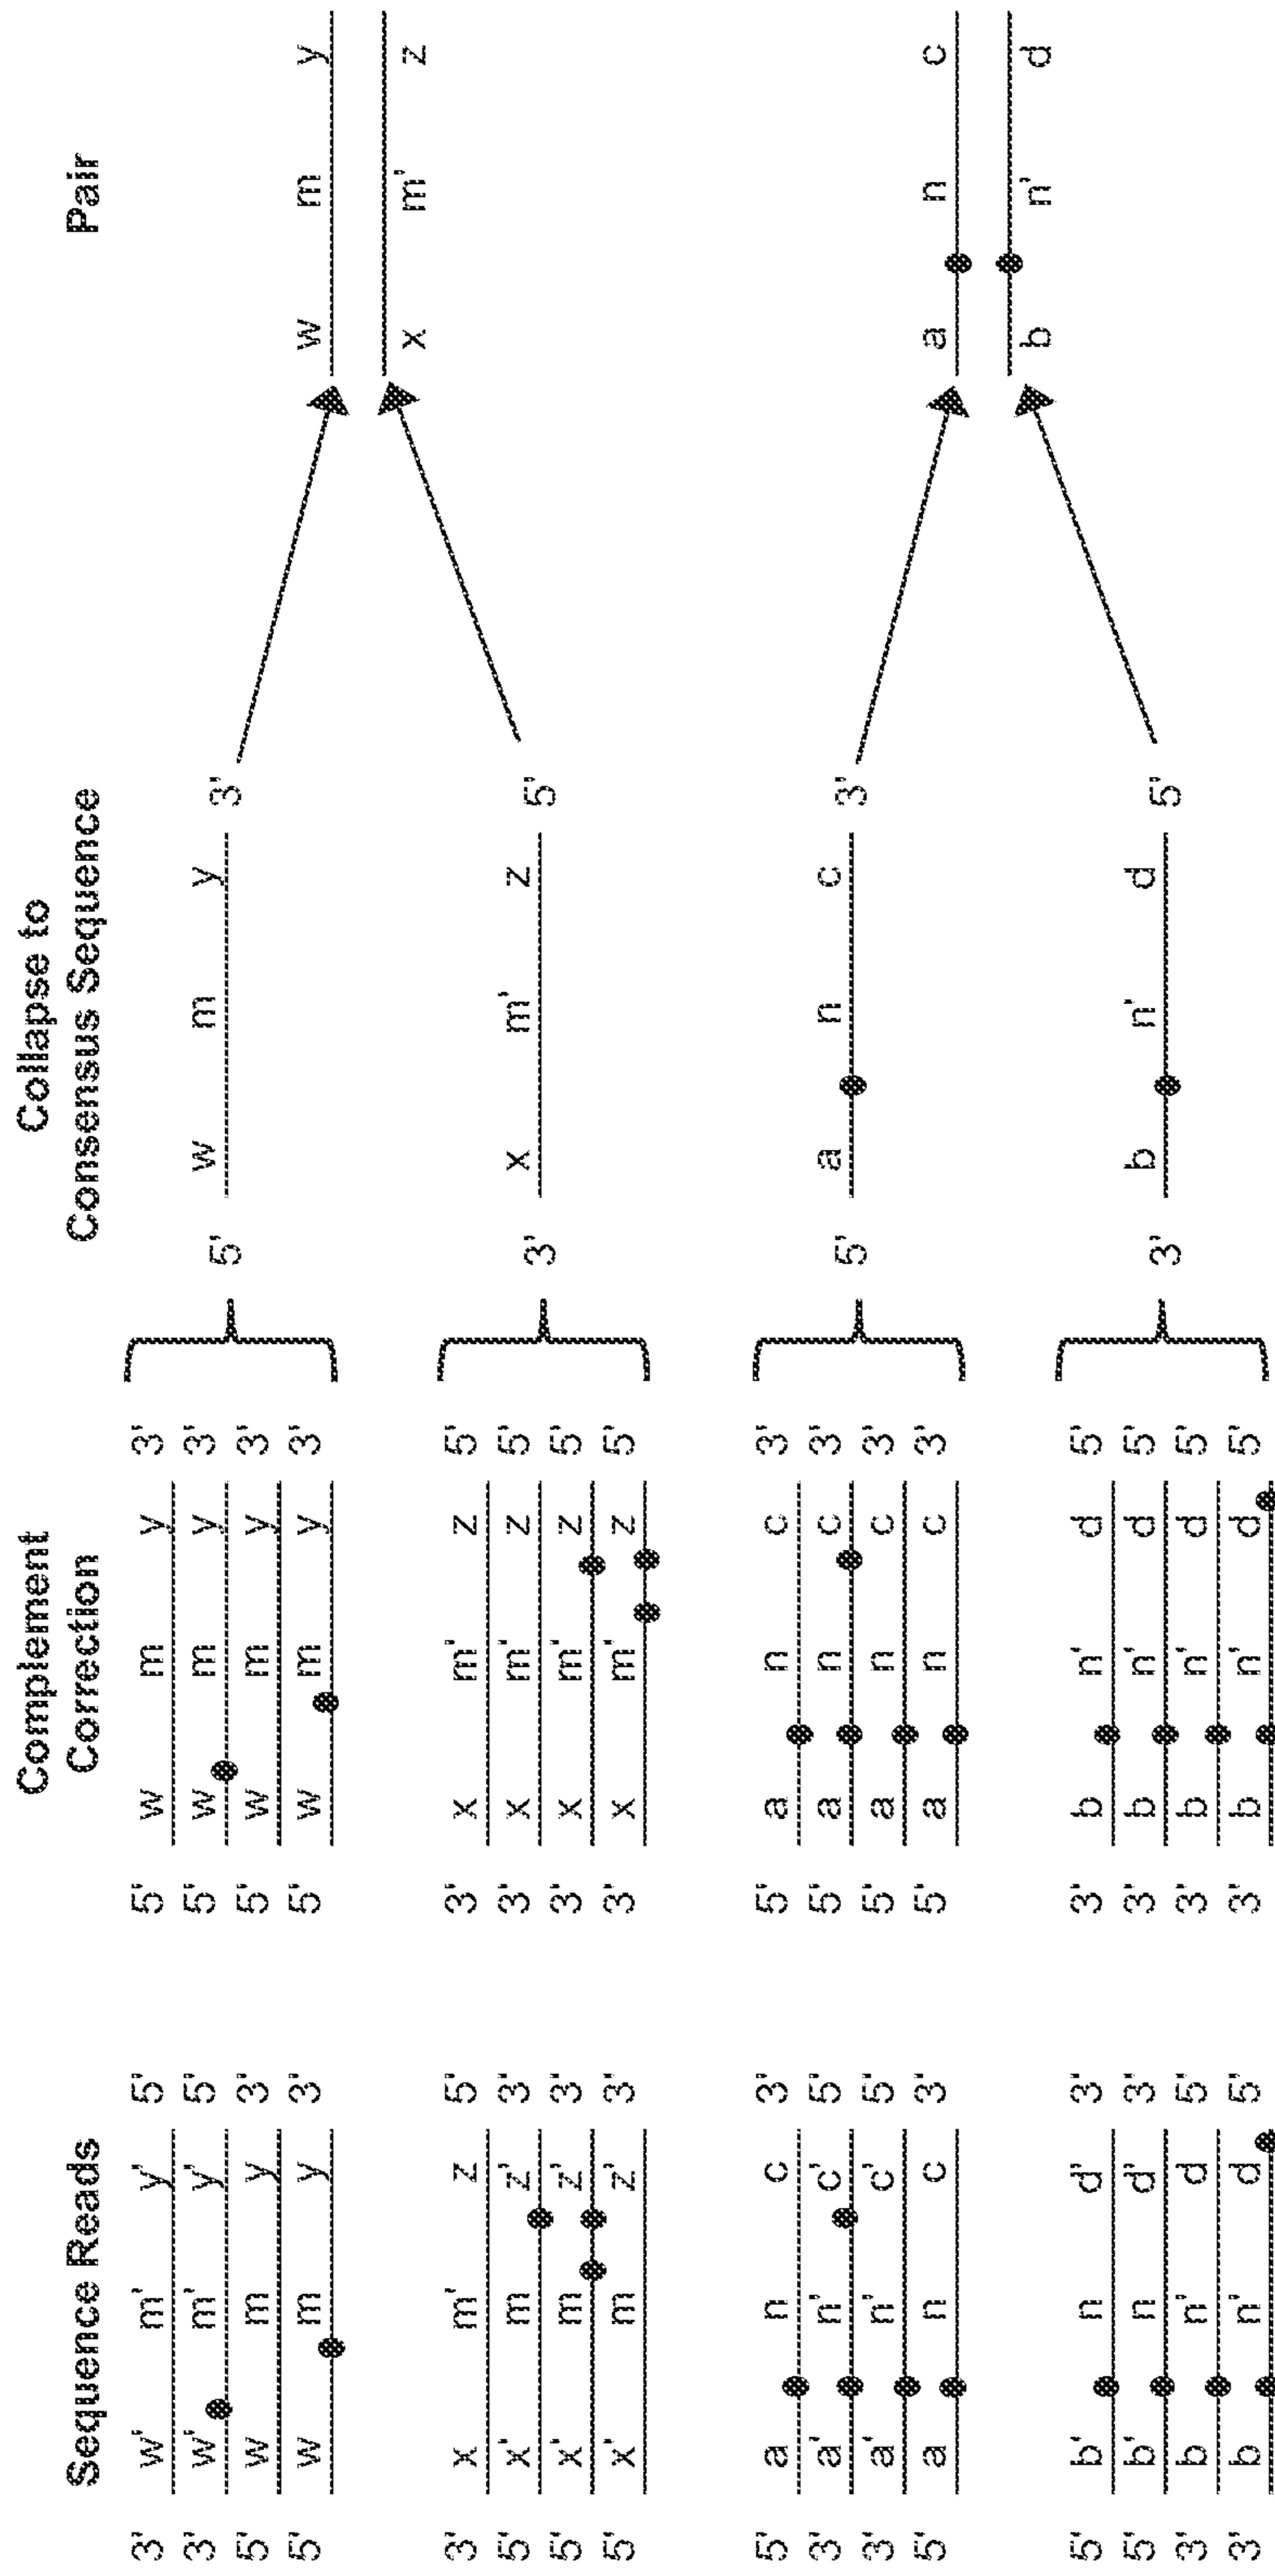 Sequence Reads
3' w' m' y' 5'
3' w' m' y' 5'
5' w m y 3'
5' w m y 3'
3' x m' z 5'
5' x' m z' 3'
5' x' m z' 3'
5' x' m z' 3'
5' a n c 3'
3' a' n' c' 5'
3' a' n' c' 5'
5' a n c 3'
5' b' n d' 3'
5' b' n d' 3'
3' b n' d 5'
3' b n' d 5'
Complement
Correction
5' w m y 3'
5' w m y 3'
5' w m y 3'
5' w m y 3'
3' x m' z 5'
3' x m' z 5'
3' x m' z 5'
3' x m' z 5'
5' a n c 3'
5' a n c 3'
5' a n c 3'
5' a n c 3'
3' b n' d 5'
3' b n' d 5'
3' b n' d 5'
3' b n' d 5'
Collapse to
Consensus Sequence
5' w m y 3'
3' x m' z 5'
5' a n c 3'
3' b n' d 5'
Pair
w m y
x m' z
a n c
b n' d